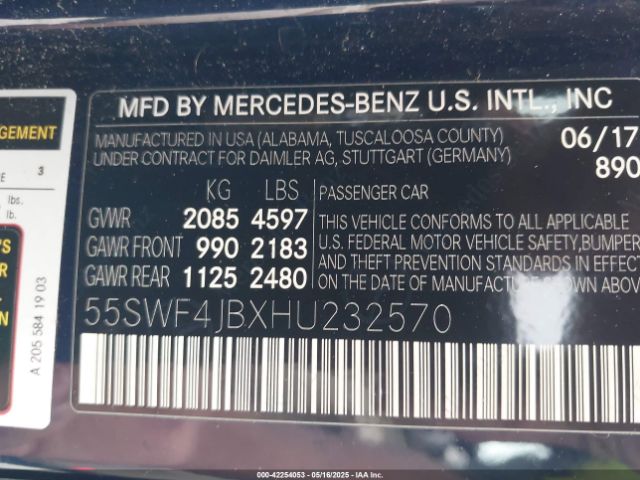 MFD BY MERCEDES-BENZ U.S. INTL., INC
MANUFACTURED IN USA (ALABAMA, TUSCALOOSA COUNTY) 06/17
UNDER CONTRACT FOR DAIMLER AG, STUTTGART (GERMANY) 890
KG LBS PASSENGER CAR
GVWR 2085 4597
GAWR FRONT 990 2183
GAWR REAR 1125 2480
THIS VEHICLE CONFORMS TO ALL APPLICABLE
U.S. FEDERAL MOTOR VEHICLE SAFETY, BUMPER
AND THEFT PREVENTION STANDARDS IN EFFECT
ON THE DATE OF MANUFACTURE SHOWN ABOVE
55SWF4JBXHU232570
GEMENT
3
lbs.
lb.
A 205 584 19 03
000-42254053 - 05/16/2025 - IAAI.COM